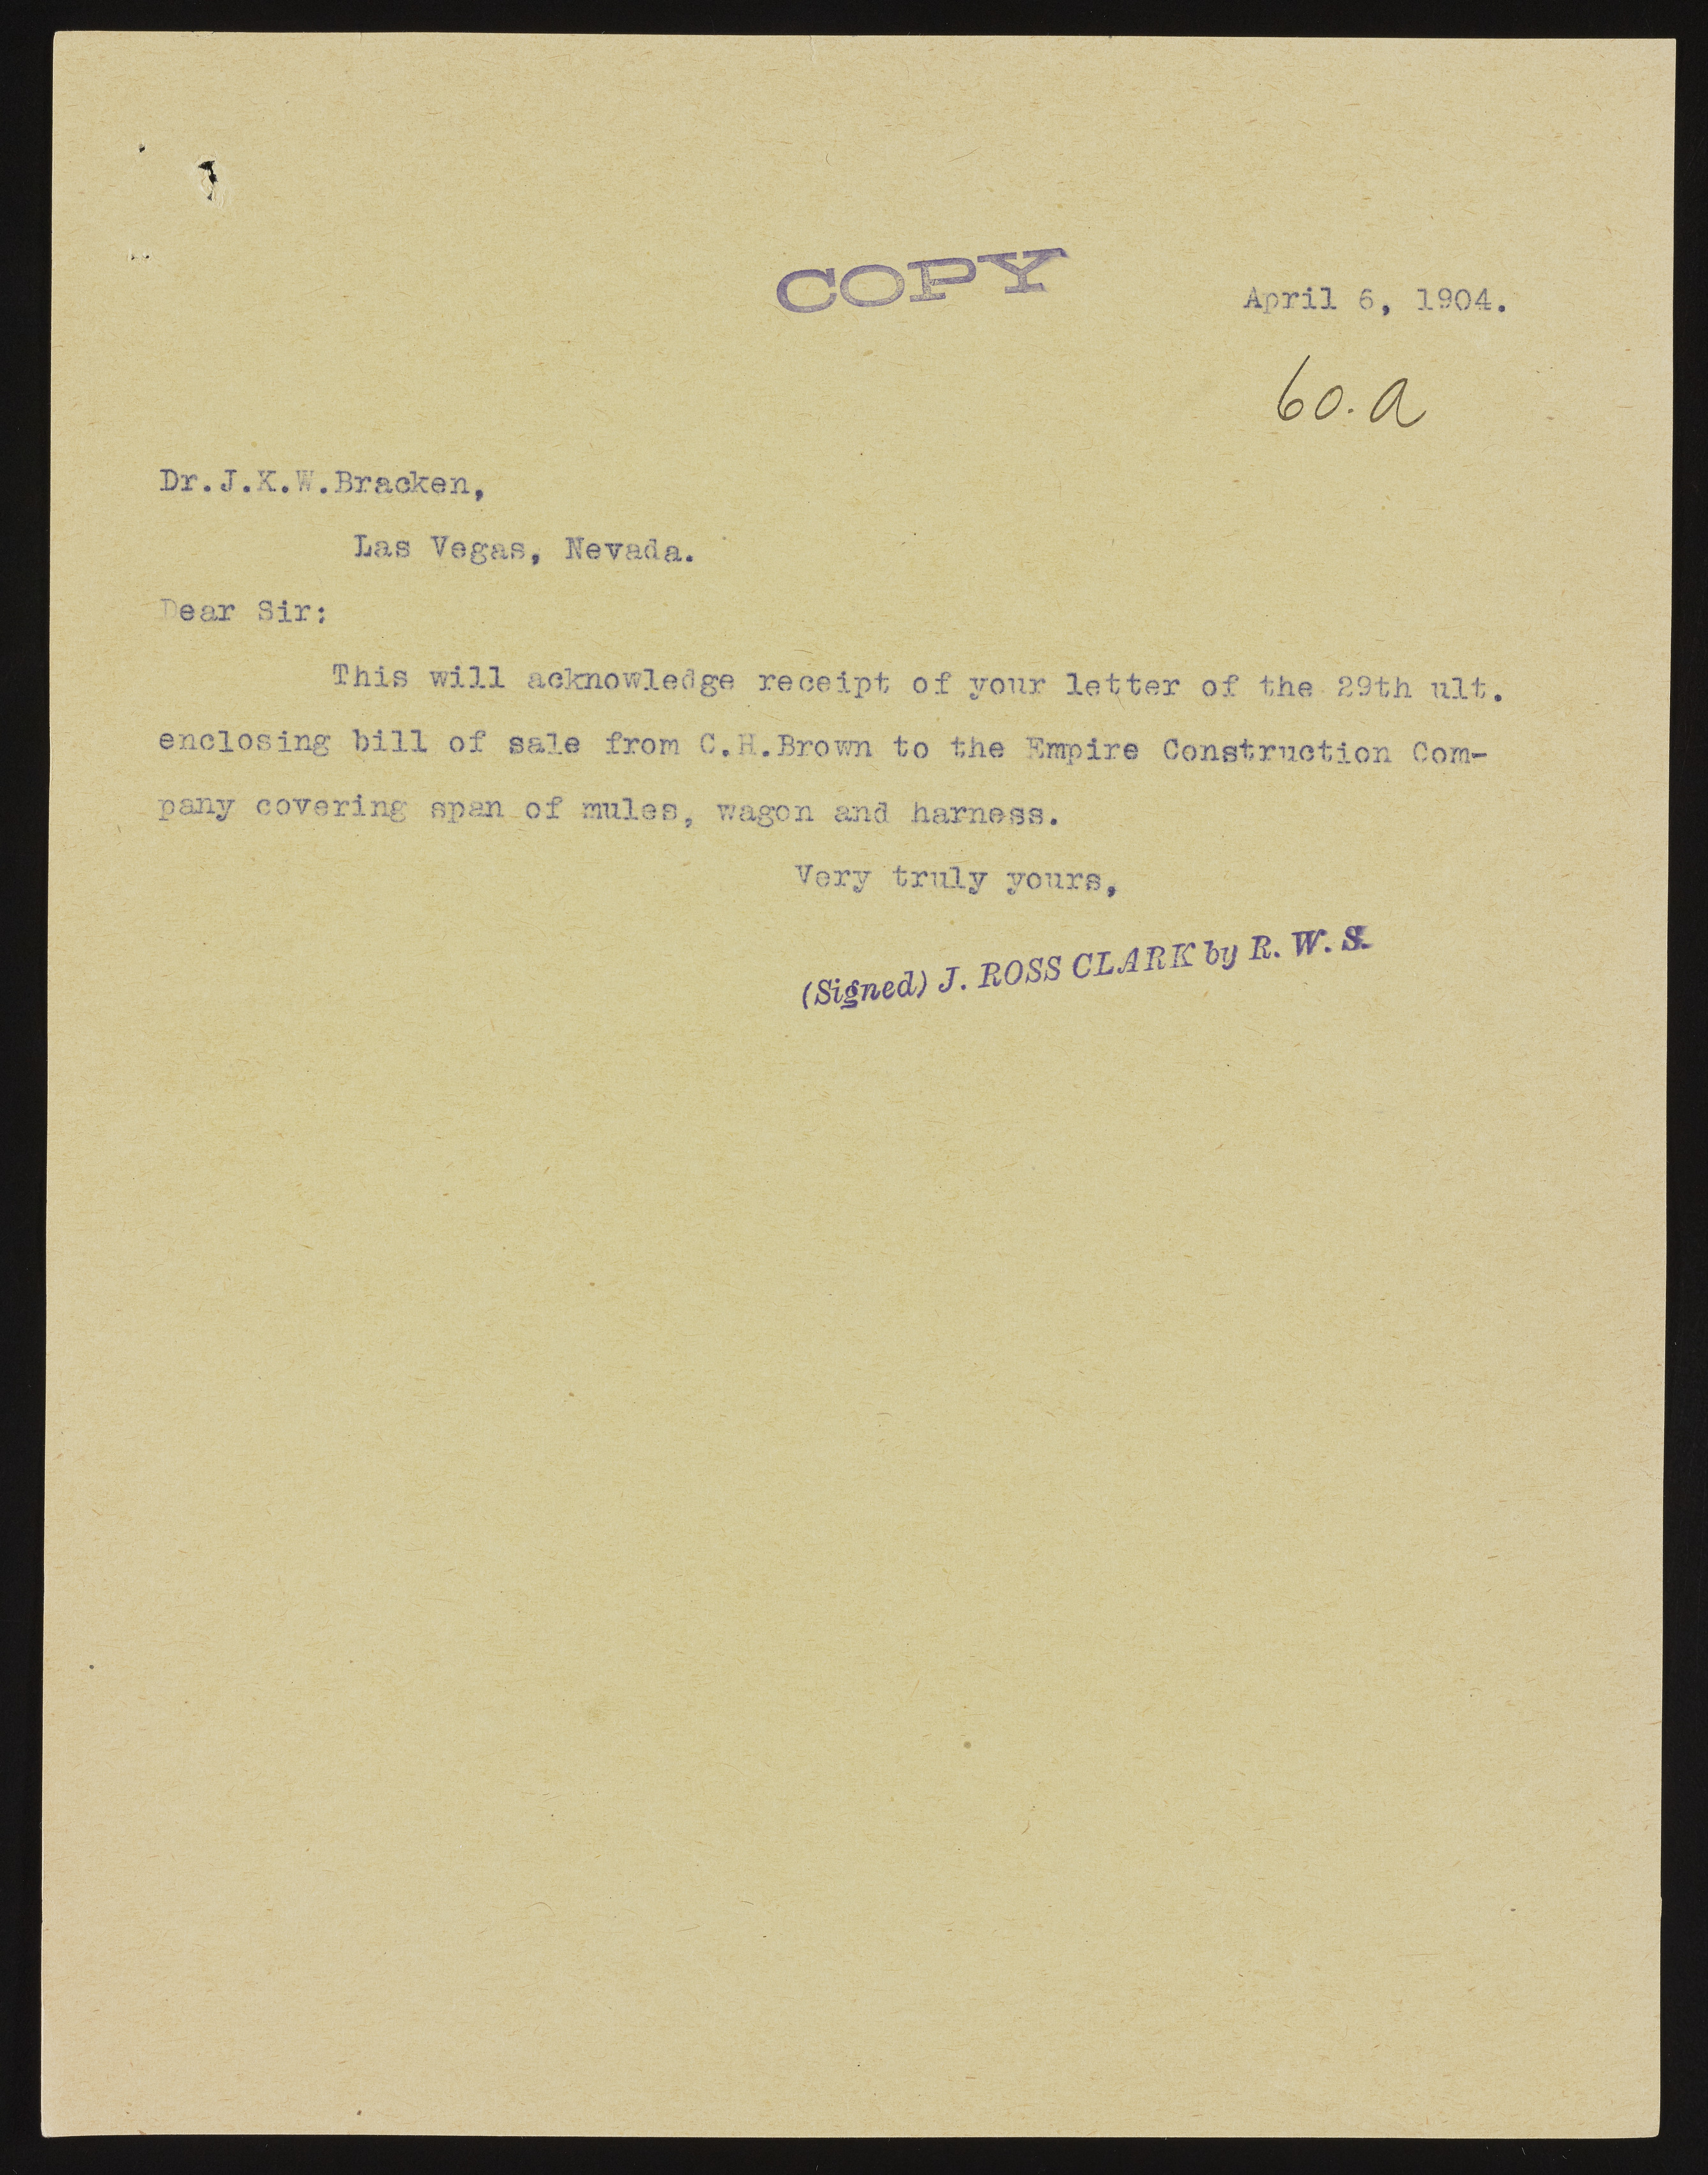 COPY
April 6, 1904.
60.a
Dr.J.K.W.Bracken,
Las Vegas, Nevada.
Dear Sir:
This will acknowledge receipt of your letter of the 29th ult.
enclosing bill of sale from C.H.Brown to the Empire Construction Com-
pany covering span of mules, wagon and harness.
Very truly yours,
(Signed) J. ROSS CLARK by R. W. S.